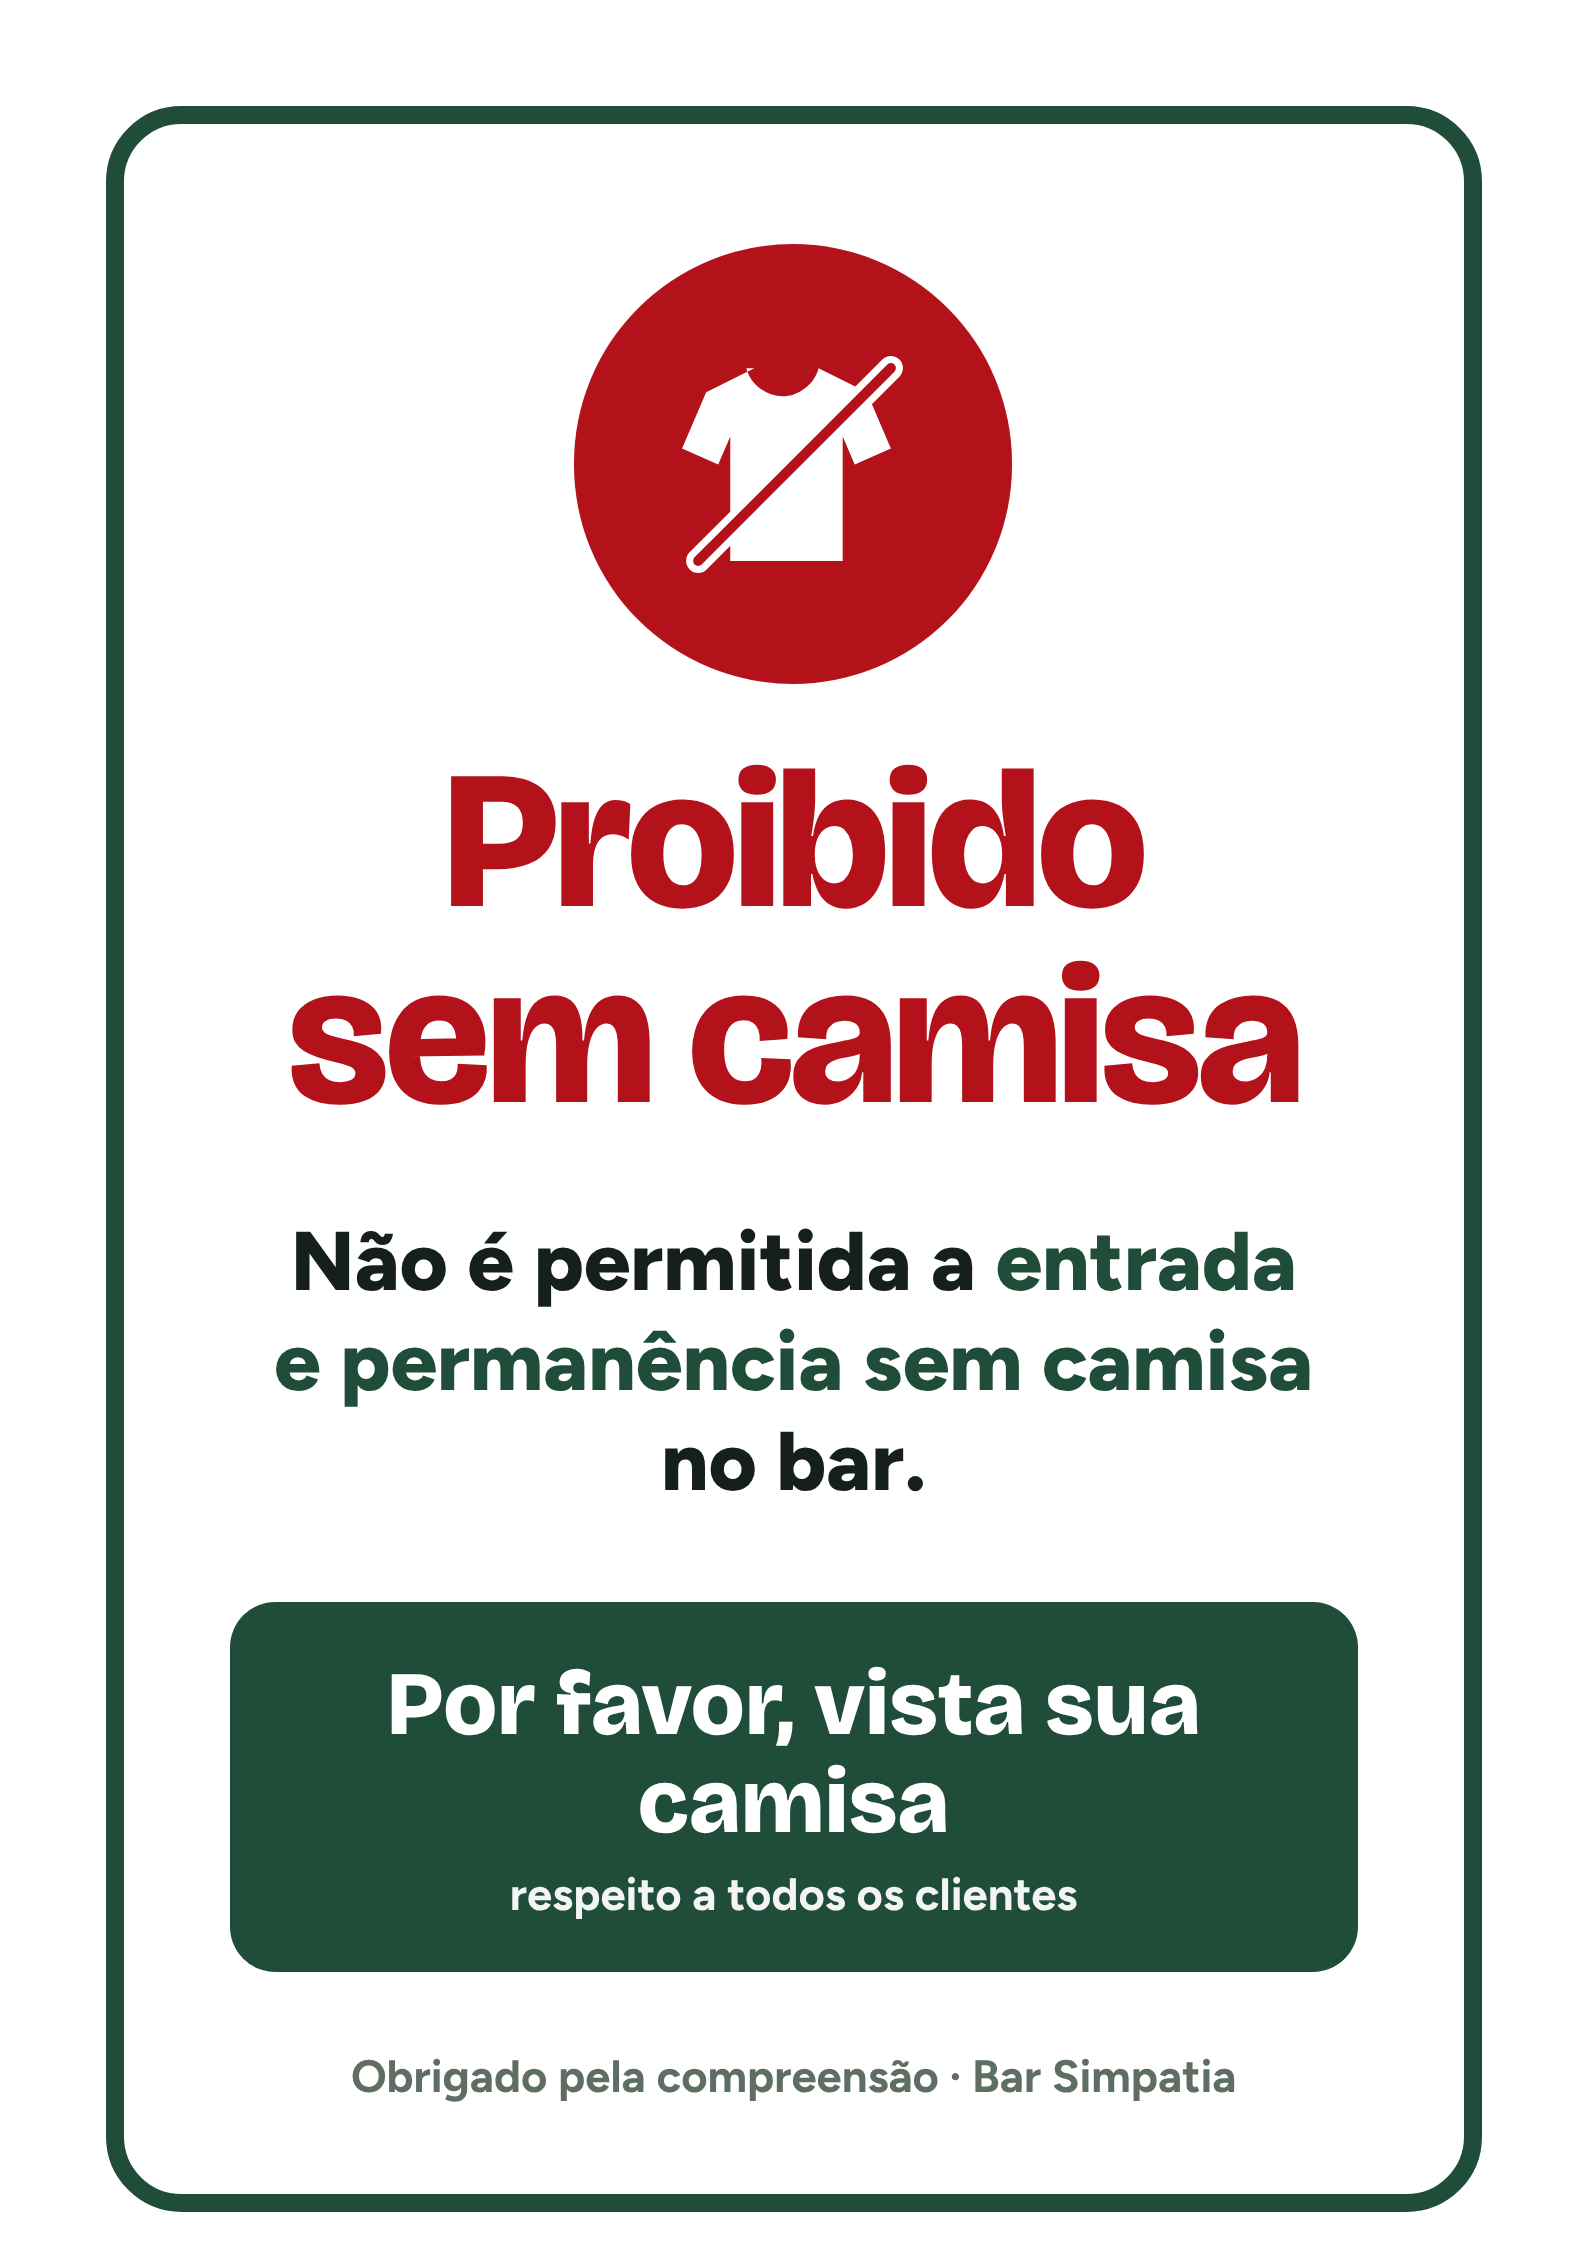 Proibido
sem camisa
Não é permitida a entrada
e permanência sem camisa
no bar.
Por favor, vista sua
camisa
respeito a todos os clientes
Obrigado pela compreensão · Bar Simpatia